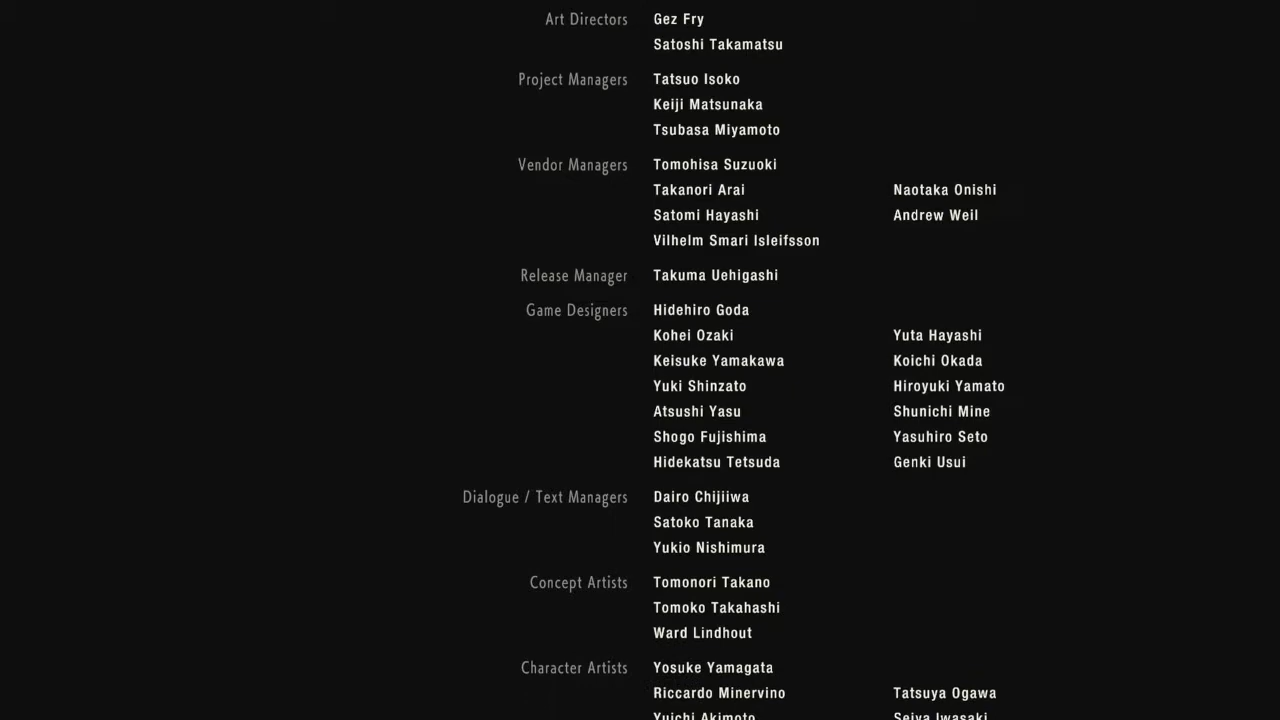 Art Directors Gez Fry
Satoshi Takamatsu
Project Managers Tatsuo Isoko
Keiji Matsunaka
Tsubasa Miyamoto
Vendor Managers Tomohisa Suzuoki
Takanori Arai Naotaka Onishi
Satomi Hayashi Andrew Weil
Vilhelm Smari Isleifsson
Release Manager Takuma Uehigashi
Game Designers Hidehiro Goda
Kohei Ozaki Yuta Hayashi
Keisuke Yamakawa Koichi Okada
Yuki Shinzato Hiroyuki Yamato
Atsushi Yasu Shunichi Mine
Shogo Fujishima Yasuhiro Seto
Hidekatsu Tetsuda Genki Usui
Dialogue / Text Managers Dairo Chijiiwa
Satoko Tanaka
Yukio Nishimura
Concept Artists Tomonori Takano
Tomoko Takahashi
Ward Lindhout
Character Artists Yosuke Yamagata
Riccardo Minervino Tatsuya Ogawa
Yuichi Akimoto Seiya Iwasaki